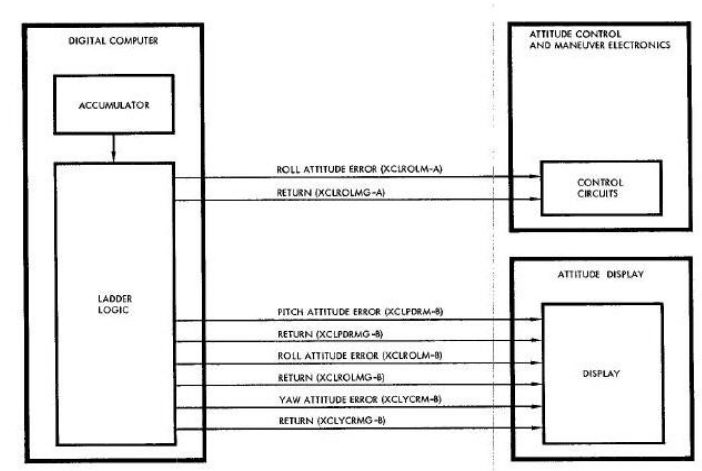 DIGITAL COMPUTER
ACCUMULATOR
LADDER
LOGIC
ATTITUDE CONTROL
AND MANEUVER ELECTRONICS
ROLL ATTITUDE ERROR (XCLROLM-A)
RETURN (XCLROLMG-A)
CONTROL
CIRCUITS
ATTITUDE DISPLAY
PITCH ATTITUDE ERROR (XCLPDRM-B)
RETURN (XCLPDRMG-B)
ROLL ATTITUDE ERROR (XCLROLM-B)
RETURN (XCLROLMG-B)
YAW ATTITUDE ERROR (XCLYCRM-B)
RETURN (XCLYCRMG-B)
DISPLAY